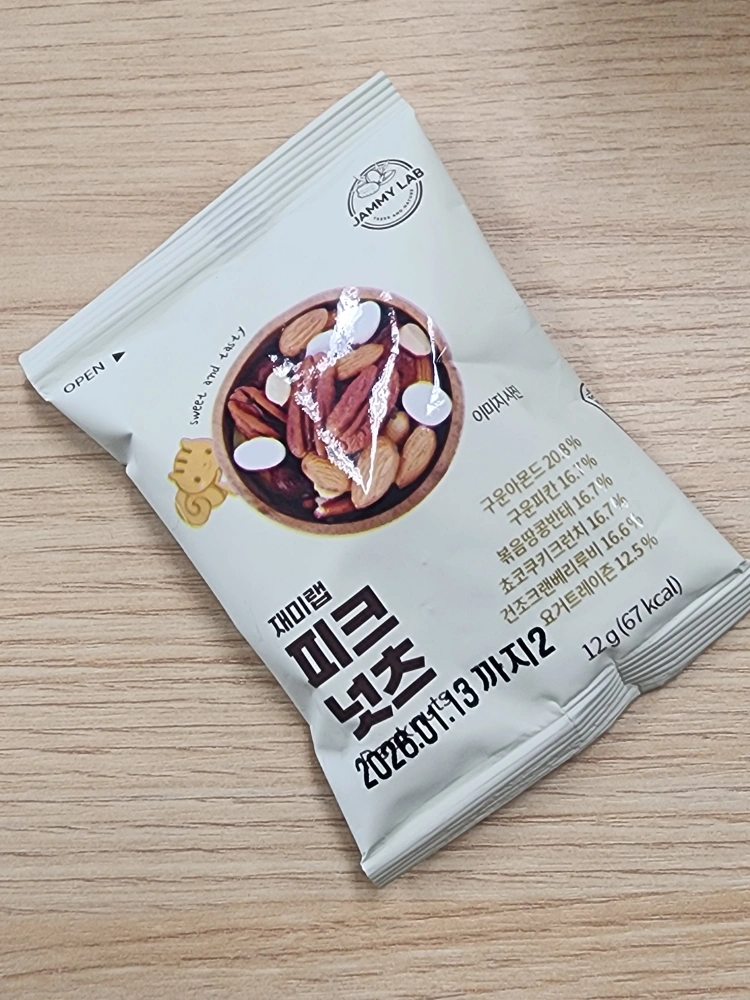 JAMMY LAB
OPEN ▶
sweet and tasty
이미지사진
구운아몬드 20.8%
구운피칸
볶음땅콩반태 16.7%
쵸코쿠키크런치 16.7%
건조크랜베리루비 16.6%
요거트레이즌 12.5%
12 g (67 kcal)
재미랩
피크
넛츠
2026.01.13 까지2